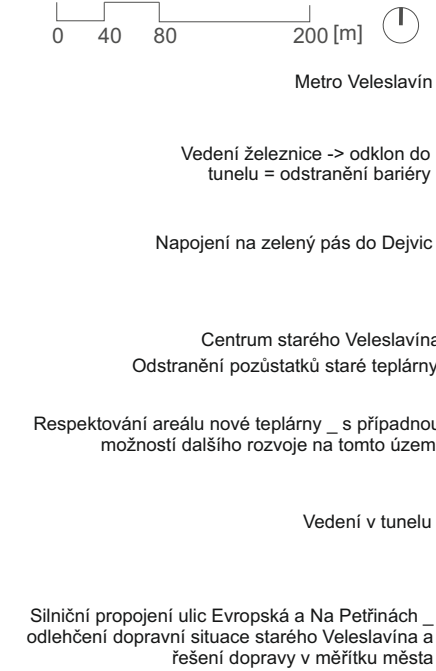 0 40 80 200 [m]
Metro Veleslavín
Vedení železnice -> odklon do
tunelu = odstranění bariéry
Napojení na zelený pás do Dejvic
Centrum starého Veleslavína
Odstranění pozůstatků staré teplárny
Respektování areálu nové teplárny _ s případnou
možností dalšího rozvoje na tomto územ
Vedení v tunelu
Silniční propojení ulic Evropská a Na Petřinách _
odlehčení dopravní situace starého Veleslavína a
řešení dopravy v měřítku města